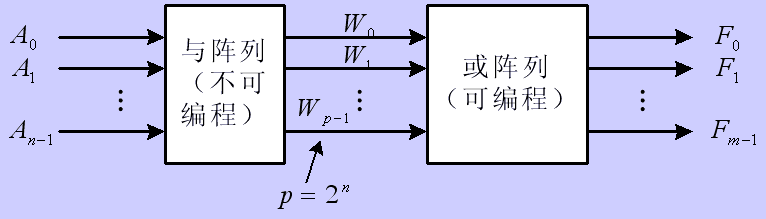 A₀ W₀ F₀
A₁ W₁ F₁
与阵列
（不可
编程）
或阵列
（可编程）
⋮ ⋮ ⋮
Aₙ₋₁ Wₚ₋₁ Fₘ₋₁
p = 2ⁿ